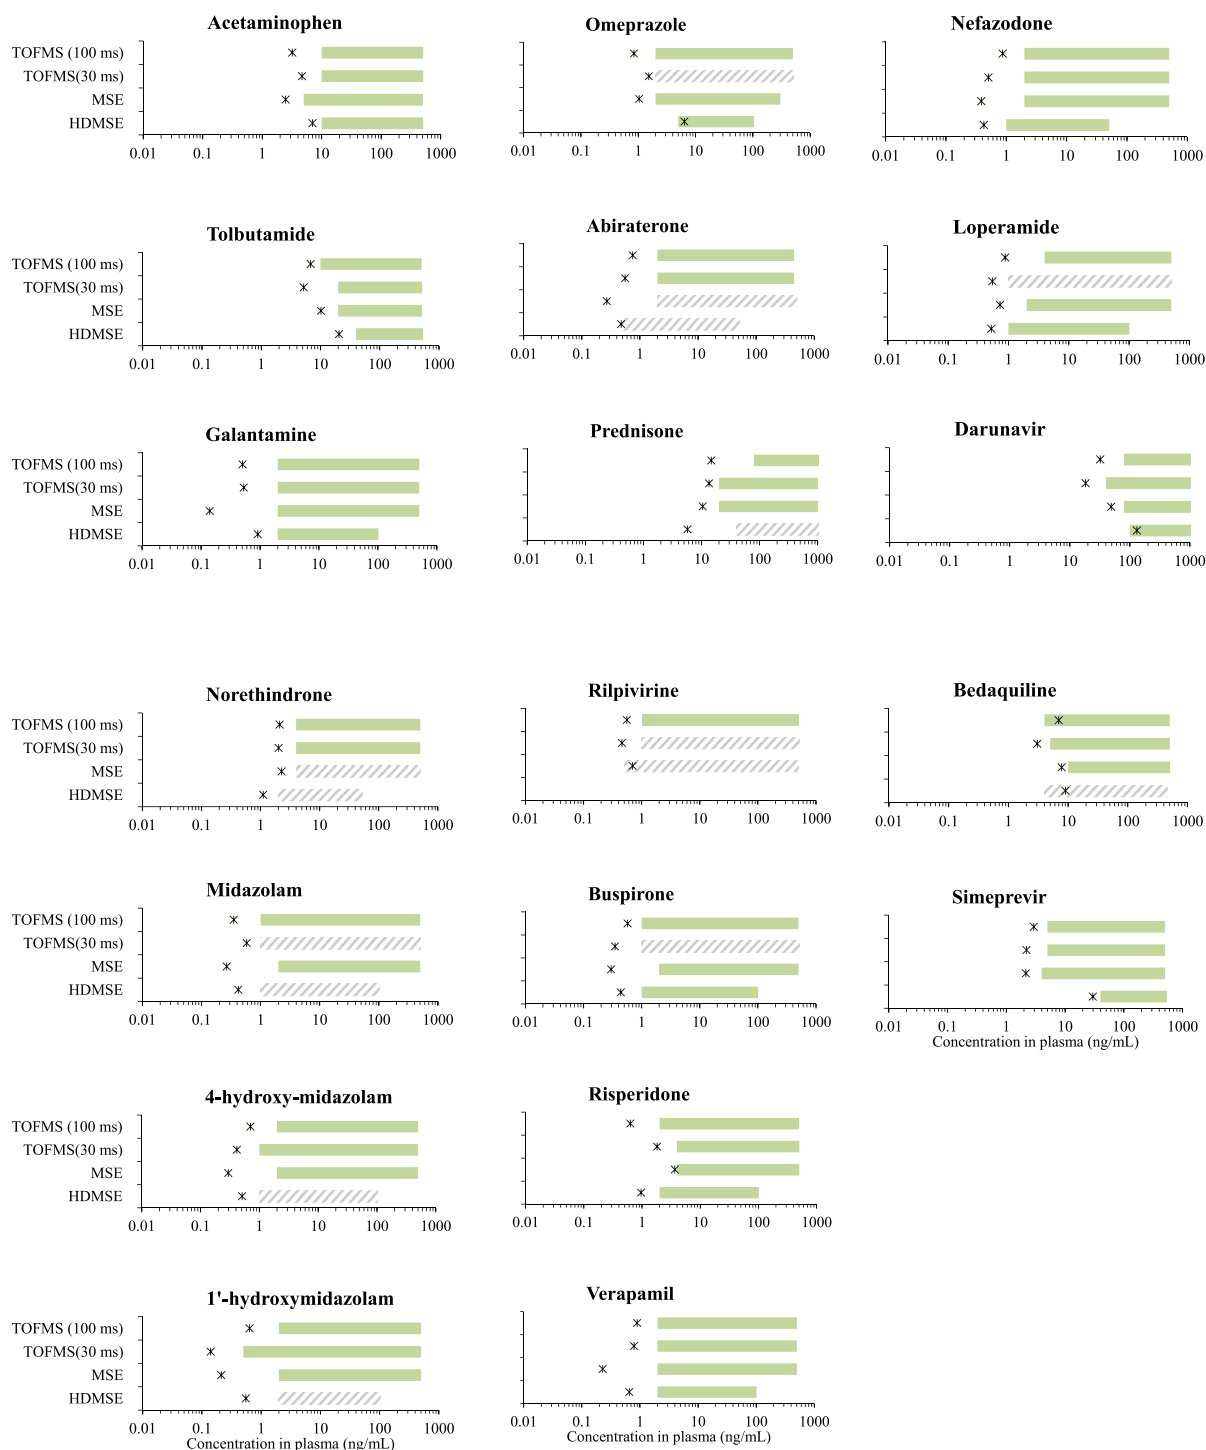 Acetaminophen
TOFMS (100 ms)
TOFMS(30 ms)
MSE
HDMSE
0.01 0.1 1 10 100 1000
Omeprazole
0.01 0.1 1 10 100 1000
Nefazodone
0.01 0.1 1 10 100 1000
Tolbutamide
TOFMS (100 ms)
TOFMS(30 ms)
MSE
HDMSE
0.01 0.1 1 10 100 1000
Abiraterone
0.01 0.1 1 10 100 1000
Loperamide
0.01 0.1 1 10 100 1000
Galantamine
TOFMS (100 ms)
TOFMS(30 ms)
MSE
HDMSE
0.01 0.1 1 10 100 1000
Prednisone
0.01 0.1 1 10 100 1000
Darunavir
0.01 0.1 1 10 100 1000
Norethindrone
TOFMS (100 ms)
TOFMS(30 ms)
MSE
HDMSE
0.01 0.1 1 10 100 1000
Rilpivirine
0.01 0.1 1 10 100 1000
Bedaquiline
0.01 0.1 1 10 100 1000
Midazolam
TOFMS (100 ms)
TOFMS(30 ms)
MSE
HDMSE
0.01 0.1 1 10 100 1000
Buspirone
0.01 0.1 1 10 100 1000
Simeprevir
0.01 0.1 1 10 100 1000
Concentration in plasma (ng/mL)
4-hydroxy-midazolam
TOFMS (100 ms)
TOFMS(30 ms)
MSE
HDMSE
0.01 0.1 1 10 100 1000
Risperidone
0.01 0.1 1 10 100 1000
1'-hydroxymidazolam
TOFMS (100 ms)
TOFMS(30 ms)
MSE
HDMSE
0.01 0.1 1 10 100 1000
Concentration in plasma (ng/mL)
Verapamil
0.01 0.1 1 10 100 1000